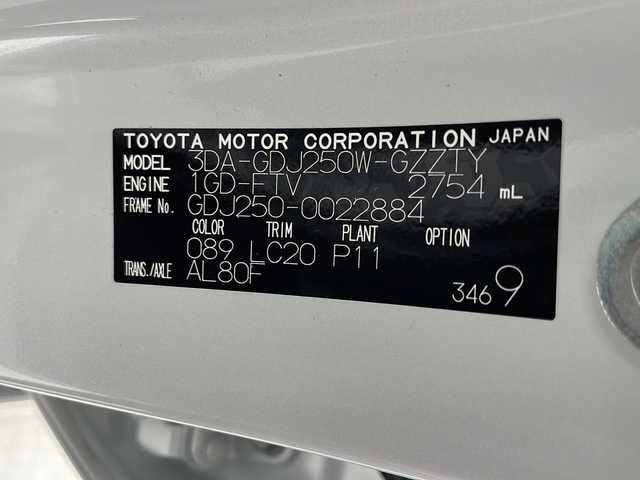 TOYOTA MOTOR CORPORATION JAPAN
MODEL 3DA-GDJ250W-GZZTY
ENGINE 1GD-FTV 2754 mL
FRAME No. GDJ250-0022884
COLOR TRIM PLANT OPTION
089 LC20 P11
TRANS./AXLE AL80F
3469